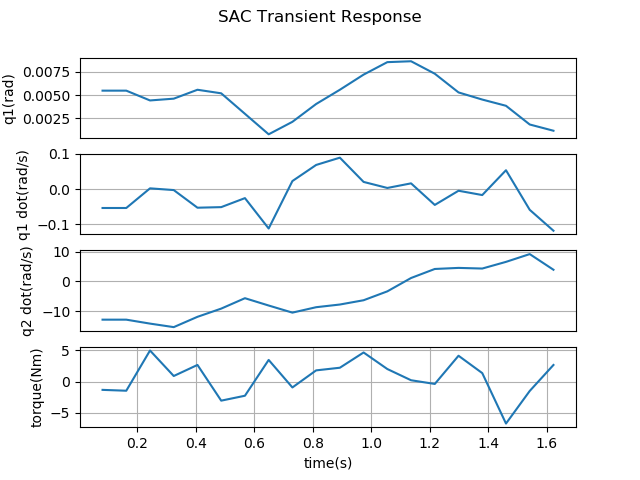 SAC Transient Response
q1(rad)
0.0075
0.0050
0.0025
q1 dot(rad/s)
0.1
0.0
−0.1
q2 dot(rad/s)
10
0
−10
torque(Nm)
5
0
−5
0.2 0.4 0.6 0.8 1.0 1.2 1.4 1.6
time(s)